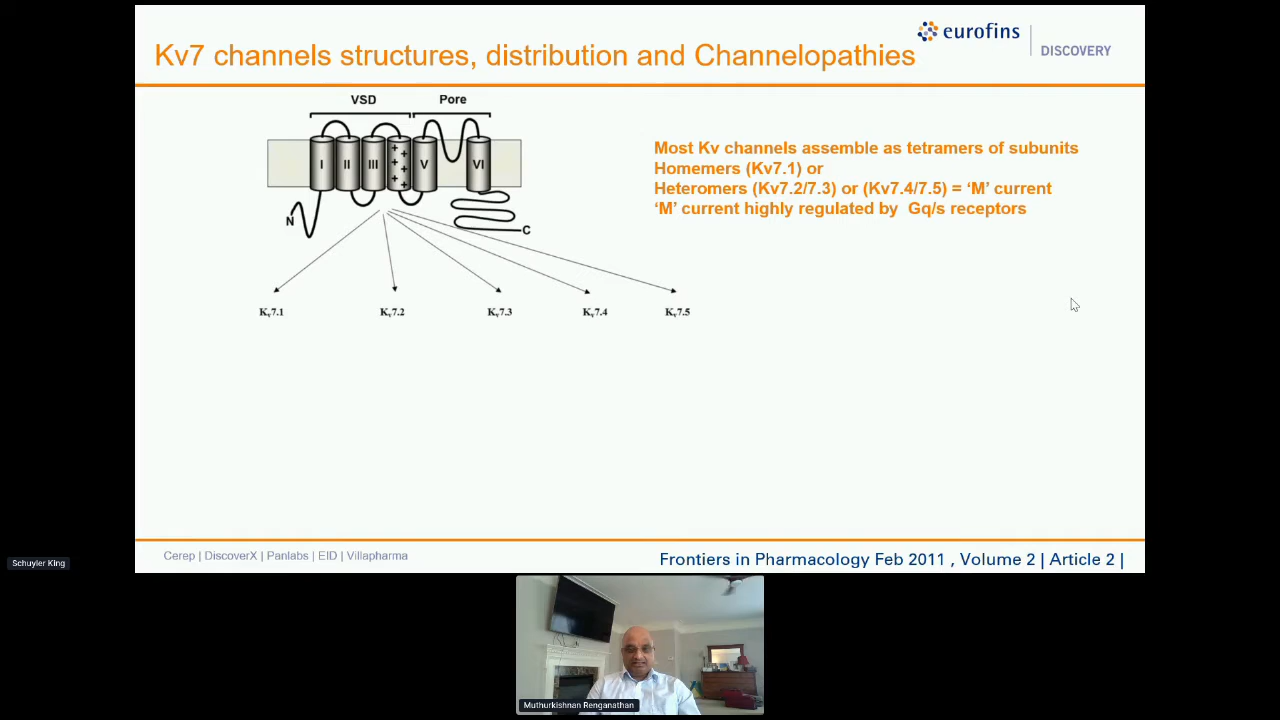 Kv7 channels structures, distribution and Channelopathies
eurofins
DISCOVERY
VSD
Pore
I
II
III
+
+
+
+
+
+
V
VI
N
C
Kv7.1
Kv7.2
Kv7.3
Kv7.4
Kv7.5
Most Kv channels assemble as tetramers of subunits
Homemers (Kv7.1) or
Heteromers (Kv7.2/7.3) or (Kv7.4/7.5) = ‘M’ current
‘M’ current highly regulated by Gq/s receptors
Cerep | DiscoverX | Panlabs | EID | Villapharma
Frontiers in Pharmacology Feb 2011 , Volume 2 | Article 2 |
Schuyler King
Muthurkishnan Renganathan